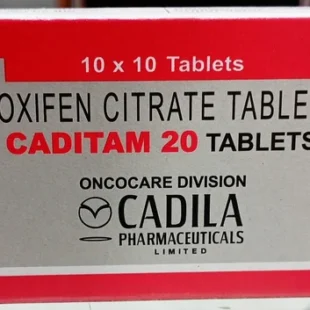 10 x 10 Tablets
OXIFEN CITRATE TABLE
CADITAM 20 TABLETS
ONCOCARE DIVISION
CADILA
PHARMACEUTICALS
LIMITED